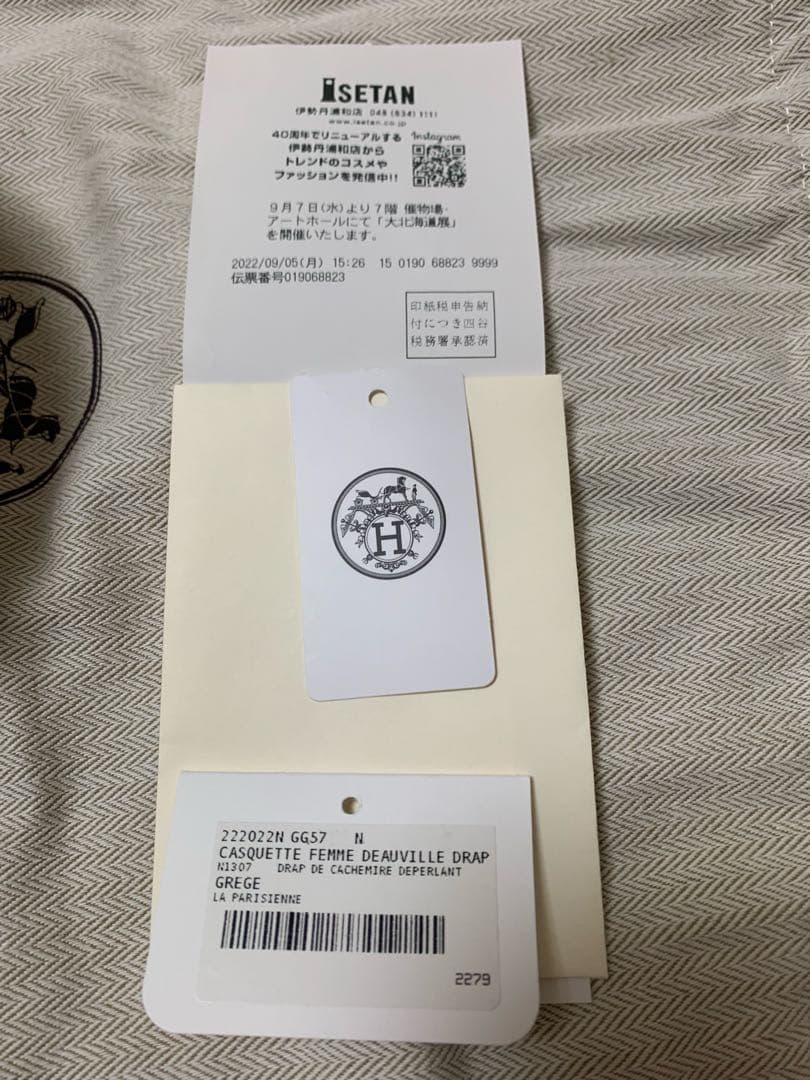 ISETAN
伊勢丹浦和店 048(834)1111
www.isetan.co.jp
40周年でリニューアルする
伊勢丹浦和店から
トレンドのコスメや
ファッションを発信中!!
Instagram
9月7日(水)より7階 催物場・
アートホールにて「大北海道展」
を開催いたします。
2022/09/05(月) 15:26 15 0190 68823 9999
伝票番号019068823
印紙税申告納
付につき四谷
税務署承認済
H
222022N GG57 N
CASQUETTE FEMME DEAUVILLE DRAP
N1307 DRAP DE CACHEMIRE DEPERLANT
GREGE
LA PARISIENNE
2279